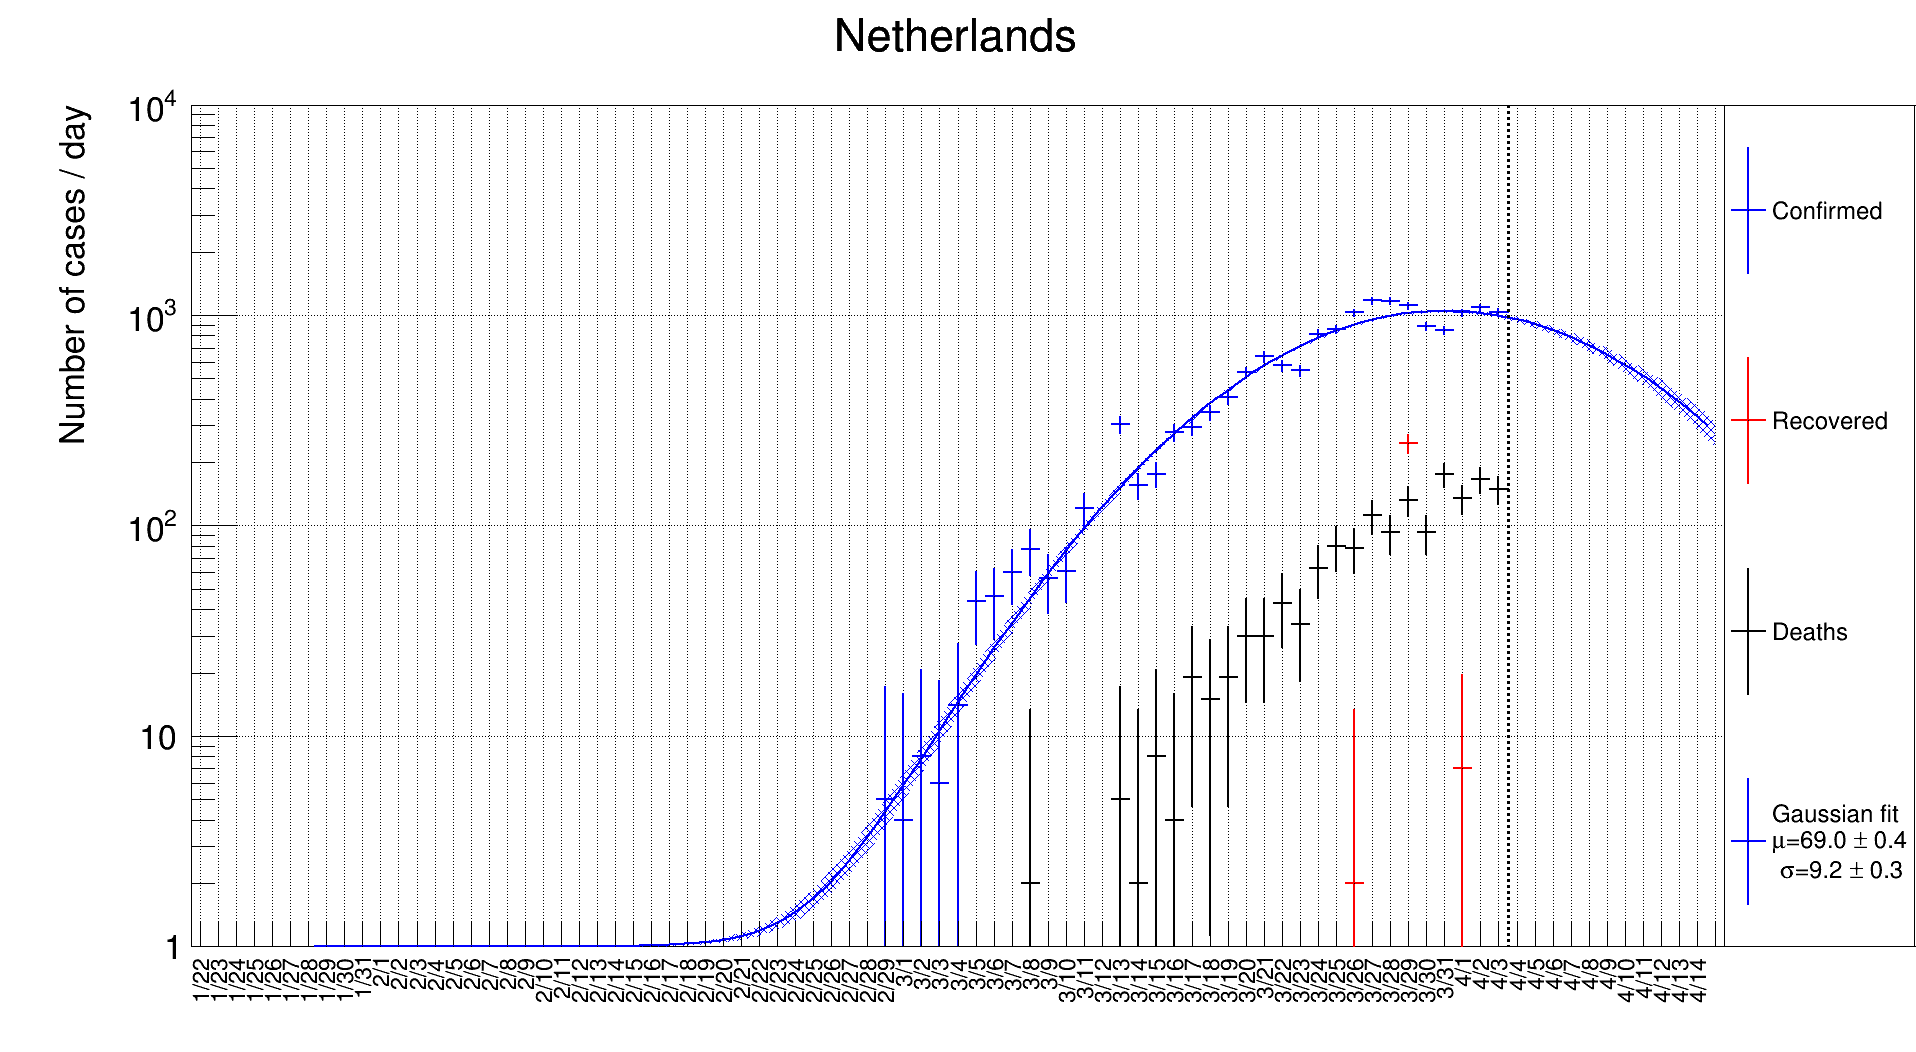 Netherlands
Number of cases / day
10^4
10^3
10^2
10
1
1/22 1/23 1/24 1/25 1/26 1/27 1/28 1/29 1/30 1/31 2/1 2/2 2/3 2/4 2/5 2/6 2/7 2/8 2/9 2/10 2/11 2/12 2/13 2/14 2/15 2/16 2/17 2/18 2/19 2/20 2/21 2/22 2/23 2/24 2/25 2/26 2/27 2/28 2/29 3/1 3/2 3/3 3/4 3/5 3/6 3/7 3/8 3/9 3/10 3/11 3/12 3/13 3/14 3/15 3/16 3/17 3/18 3/19 3/20 3/21 3/22 3/23 3/24 3/25 3/26 3/27 3/28 3/29 3/30 3/31 4/1 4/2 4/3 4/4 4/5 4/6 4/7 4/8 4/9 4/10 4/11 4/12 4/13 4/14
Confirmed
Recovered
Deaths
Gaussian fit
μ=69.0 ± 0.4
σ=9.2 ± 0.3